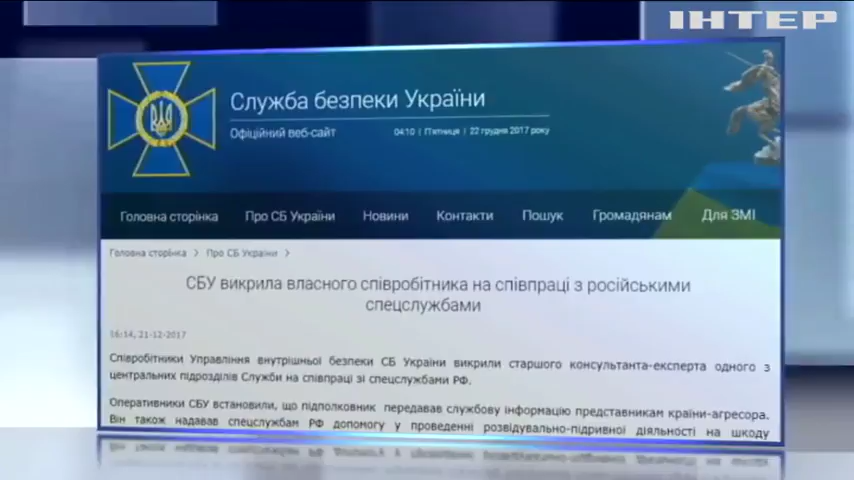 ІНТЕР
Служба безпеки України
Офіційний веб-сайт
04:10 | П'ятниця | 22 грудня 2017 року
Головна сторінка Про СБ України Новини Контакти Пошук Громадянам Для ЗМІ
Головна сторінка > Про СБ України >
СБУ викрила власного співробітника на співпраці з російськими
спецслужбами
16:14, 21-12-2017
Співробітники Управління внутрішньої безпеки СБ України викрили старшого консультанта-експерта одного з
центральних підрозділів Служби на співпраці зі спецслужбами РФ.
Оперативники СБУ встановили, що підполковник передавав службову інформацію представникам країни-агресора.
Він також надавав спецслужбам РФ допомогу у проведенні розвідувально-підривної діяльності на шкоду